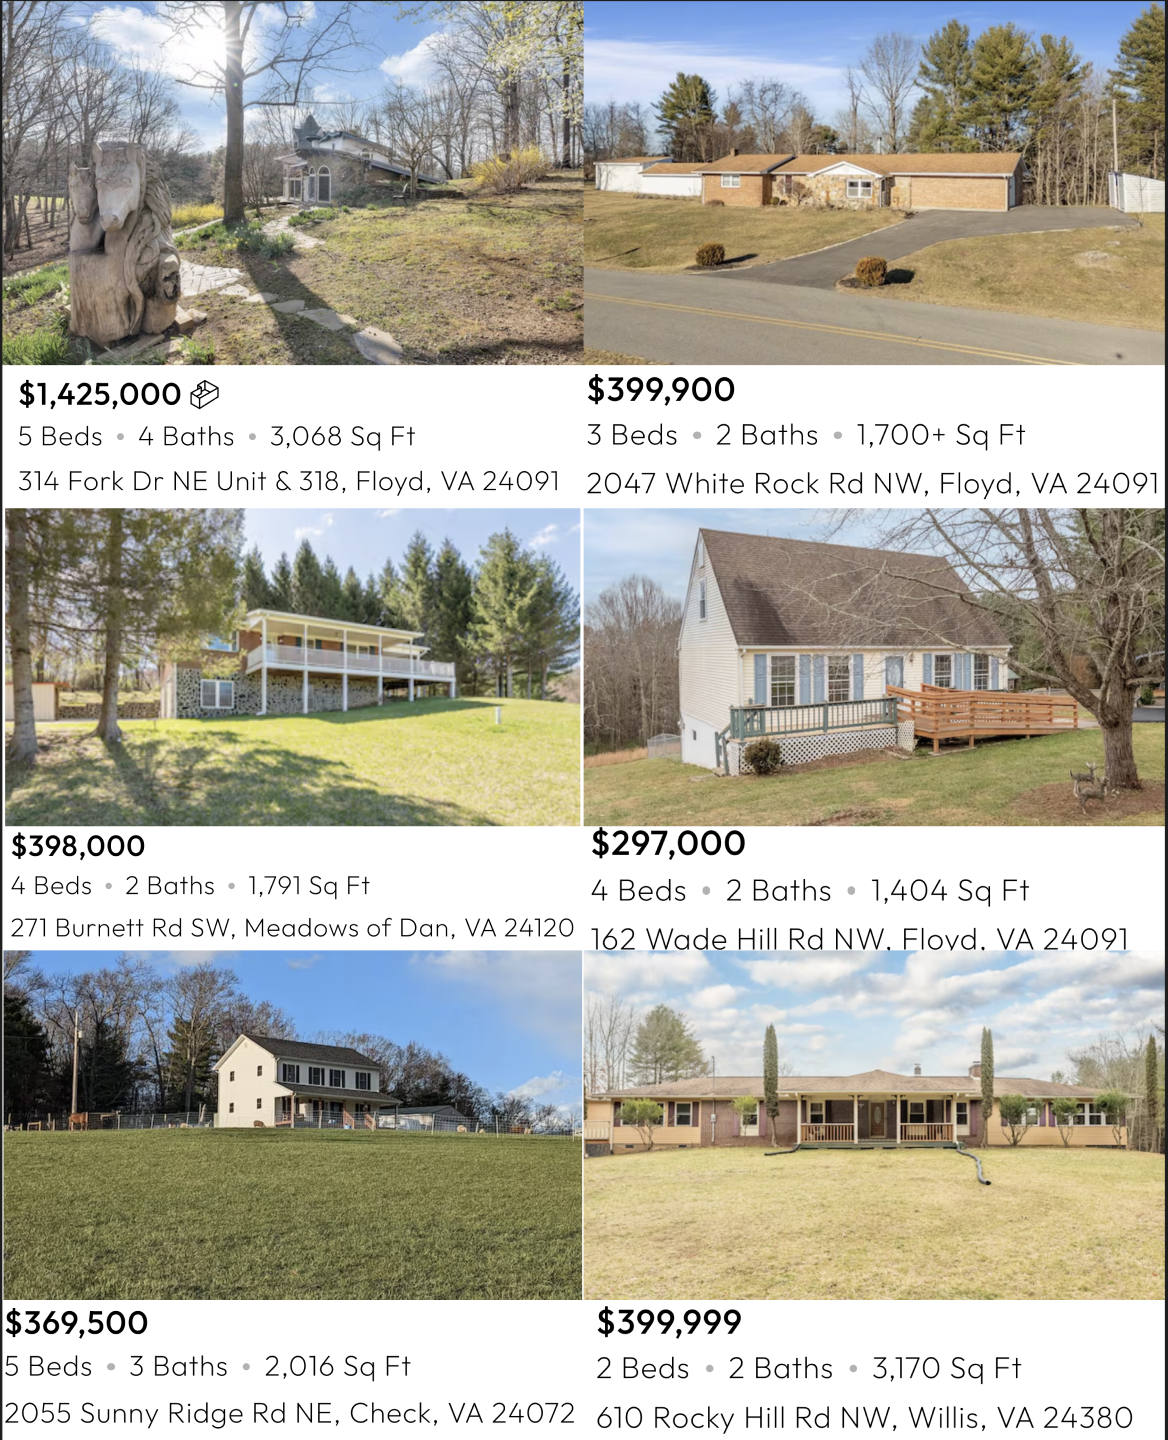 $1,425,000
5 Beds • 4 Baths • 3,068 Sq Ft
314 Fork Dr NE Unit & 318, Floyd, VA 24091
$399,900
3 Beds • 2 Baths • 1,700+ Sq Ft
2047 White Rock Rd NW, Floyd, VA 24091
$398,000
4 Beds • 2 Baths • 1,791 Sq Ft
271 Burnett Rd SW, Meadows of Dan, VA 24120
$297,000
4 Beds • 2 Baths • 1,404 Sq Ft
162 Wade Hill Rd NW, Floyd, VA 24091
$369,500
5 Beds • 3 Baths • 2,016 Sq Ft
2055 Sunny Ridge Rd NE, Check, VA 24072
$399,999
2 Beds • 2 Baths • 3,170 Sq Ft
610 Rocky Hill Rd NW, Willis, VA 24380